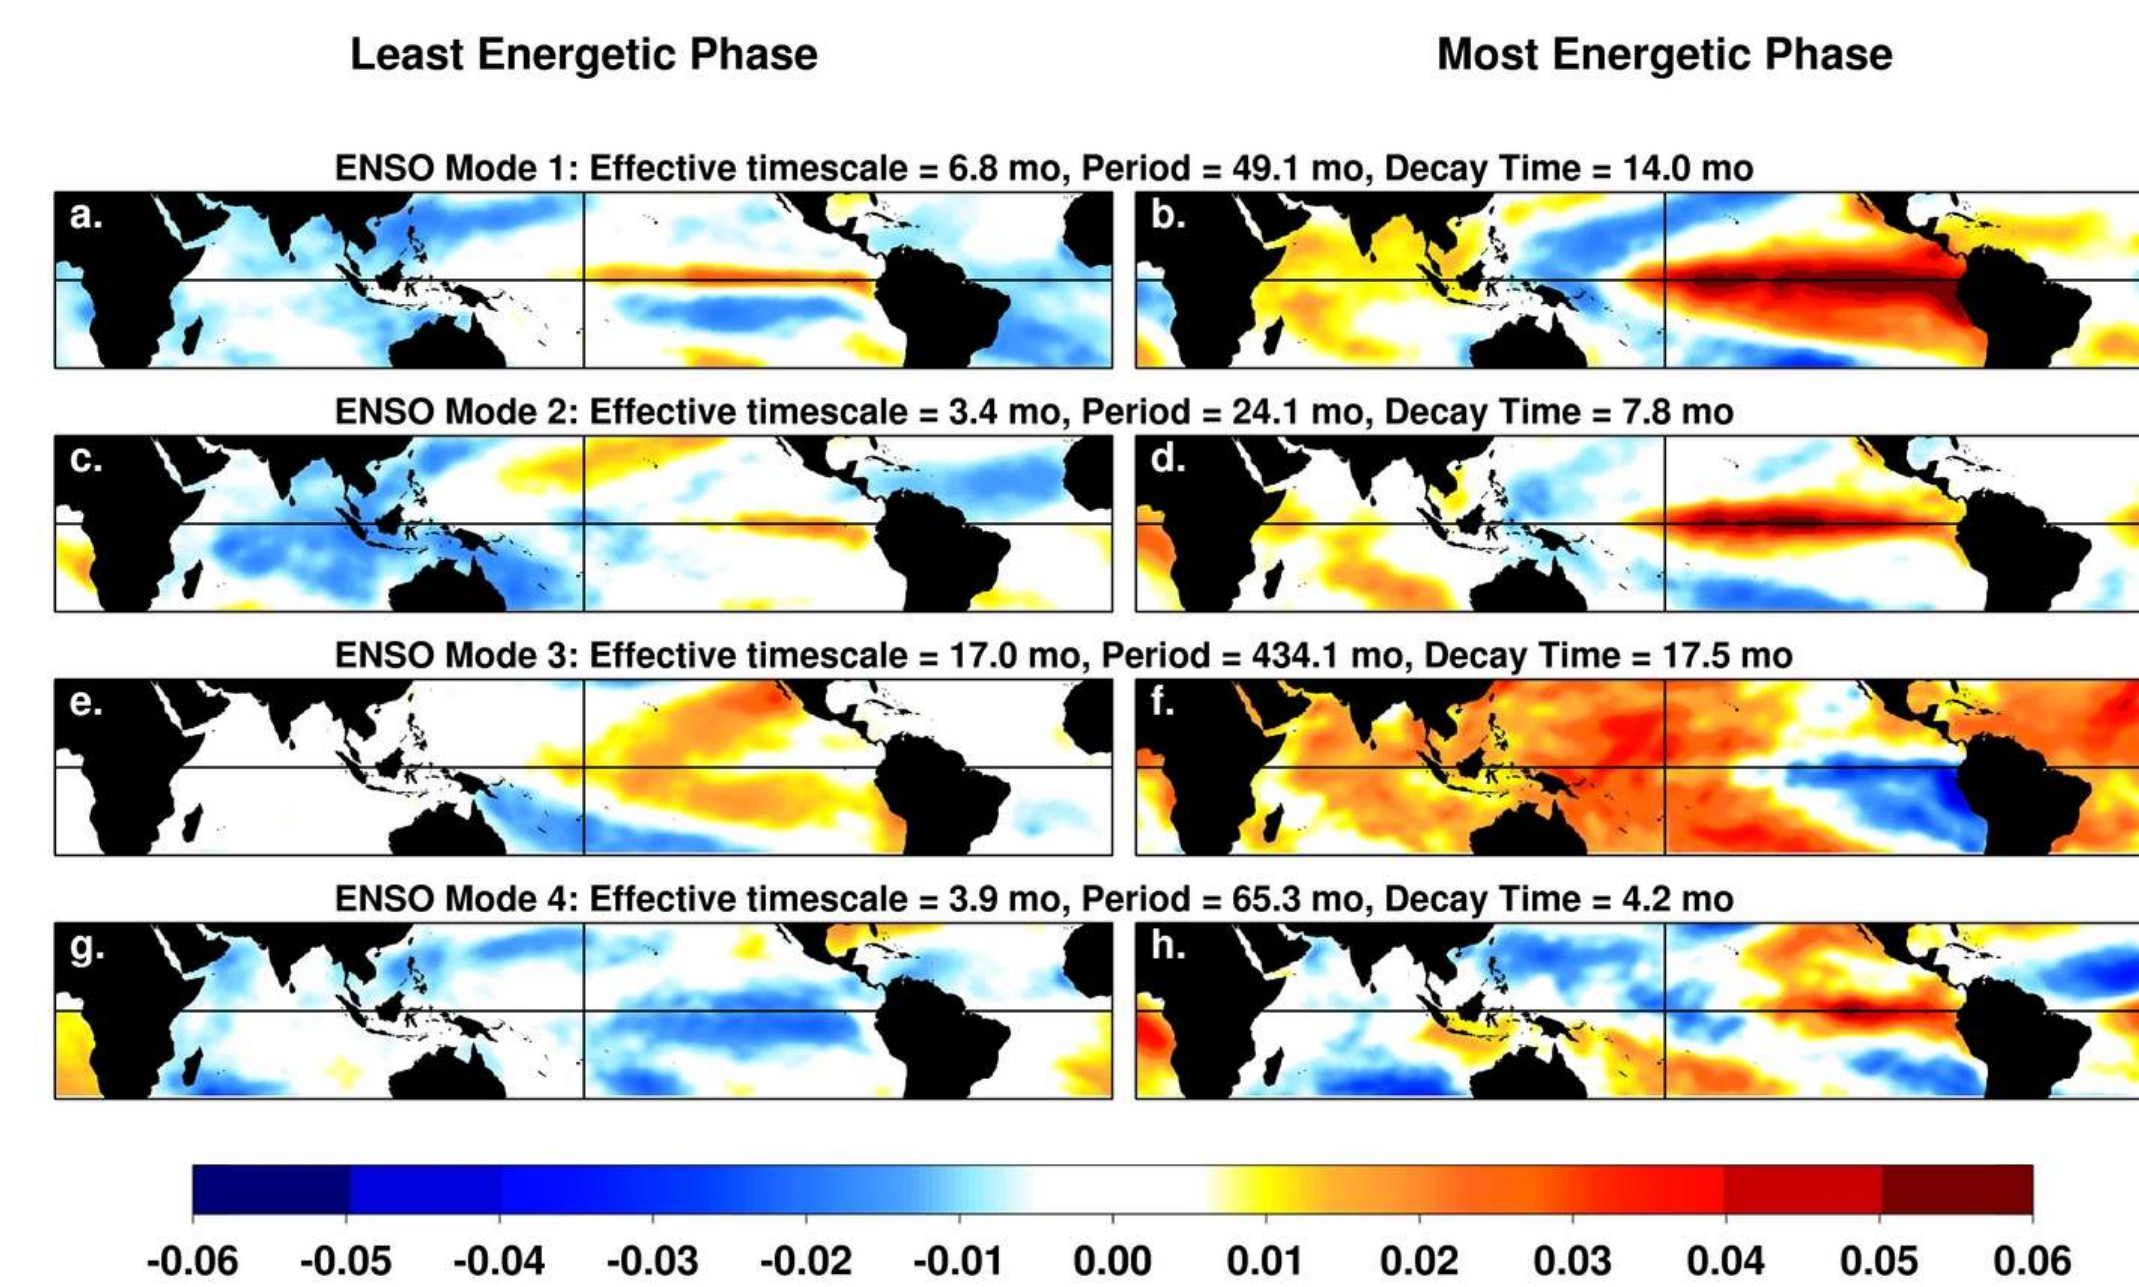 Least Energetic Phase Most Energetic Phase
ENSO Mode 1: Effective timescale = 6.8 mo, Period = 49.1 mo, Decay Time = 14.0 mo
a. b.
ENSO Mode 2: Effective timescale = 3.4 mo, Period = 24.1 mo, Decay Time = 7.8 mo
c. d.
ENSO Mode 3: Effective timescale = 17.0 mo, Period = 434.1 mo, Decay Time = 17.5 mo
e. f.
ENSO Mode 4: Effective timescale = 3.9 mo, Period = 65.3 mo, Decay Time = 4.2 mo
g. h.
-0.06 -0.05 -0.04 -0.03 -0.02 -0.01 0.00 0.01 0.02 0.03 0.04 0.05 0.06